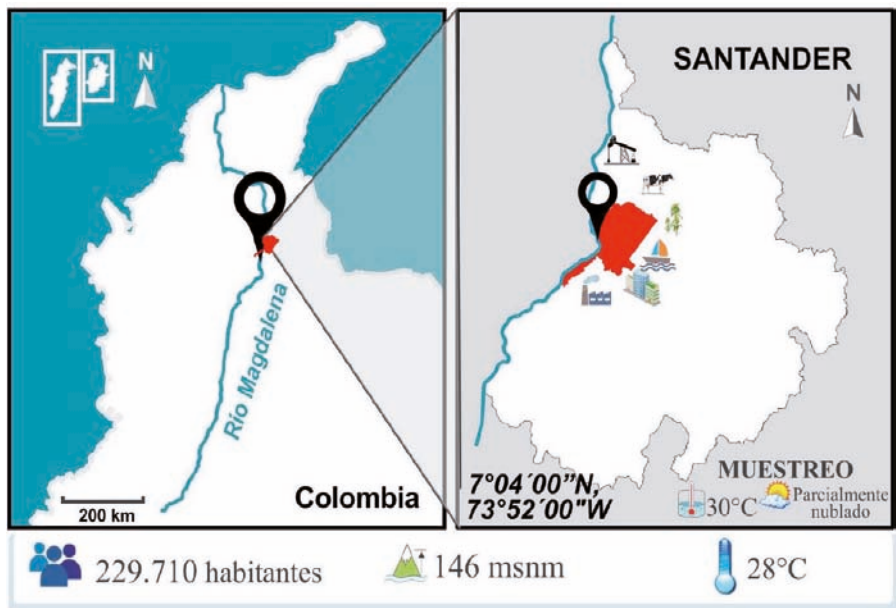 N
Río Magdalena
200 km
Colombia
SANTANDER
N
7°04´00”N,
73°52´00"W
MUESTREO
30°C
Parcialmente
nublado
229.710 habitantes
146 msnm
28°C